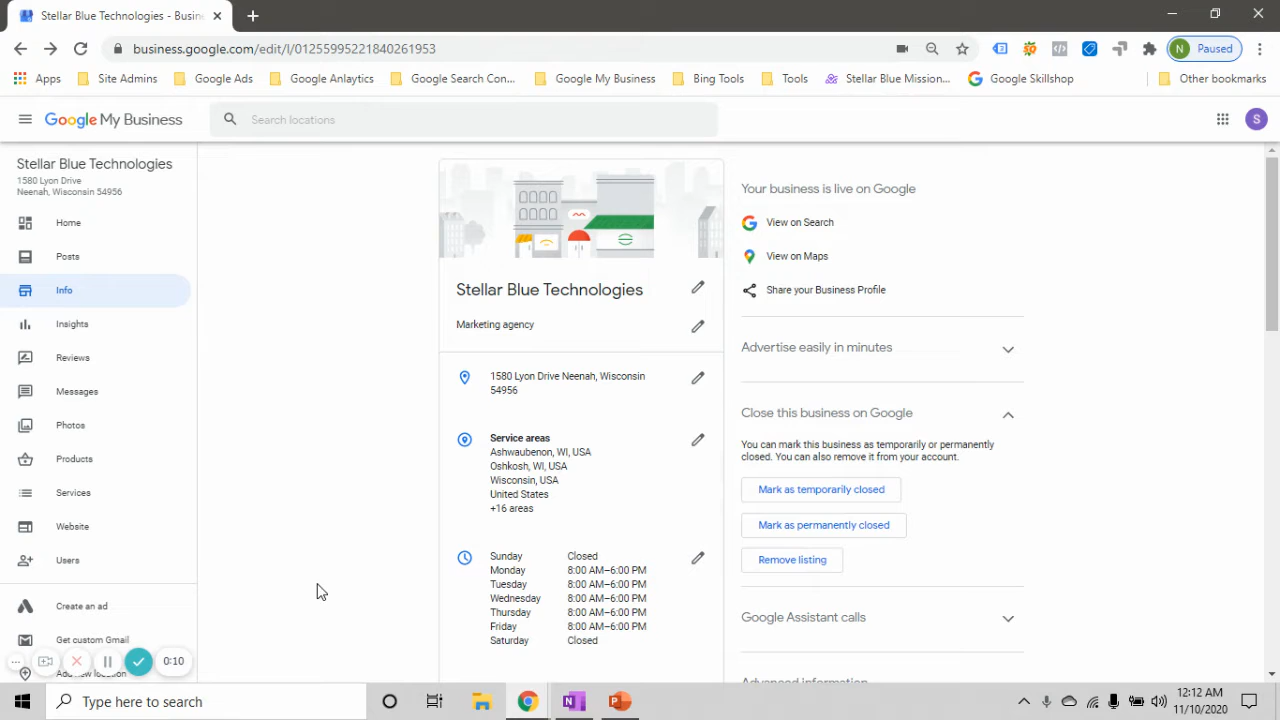 Stellar Blue Technologies - Busin
business.google.com/edit/l/01255995221840261953
N Paused
Apps
Site Admins
Google Ads
Google Anlaytics
Google Search Con...
Google My Business
Bing Tools
Tools
Stellar Blue Mission...
Google Skillshop
Other bookmarks
Google My Business
Search locations
S
Stellar Blue Technologies
1580 Lyon Drive
Neenah, Wisconsin 54956
Home
Posts
Info
Insights
Reviews
Messages
Photos
Products
Services
Website
Users
Create an ad
Get custom Gmail
Add new location
0:10
Stellar Blue Technologies
Marketing agency
1580 Lyon Drive Neenah, Wisconsin
54956
Service areas
Ashwaubenon, WI, USA
Oshkosh, WI, USA
Wisconsin, USA
United States
+16 areas
Sunday Closed
Monday 8:00 AM–6:00 PM
Tuesday 8:00 AM–6:00 PM
Wednesday 8:00 AM–6:00 PM
Thursday 8:00 AM–6:00 PM
Friday 8:00 AM–6:00 PM
Saturday Closed
Your business is live on Google
View on Search
View on Maps
Share your Business Profile
Advertise easily in minutes
Close this business on Google
You can mark this business as temporarily or permanently
closed. You can also remove it from your account.
Mark as temporarily closed
Mark as permanently closed
Remove listing
Google Assistant calls
Advanced information
Type here to search
12:12 AM
11/10/2020